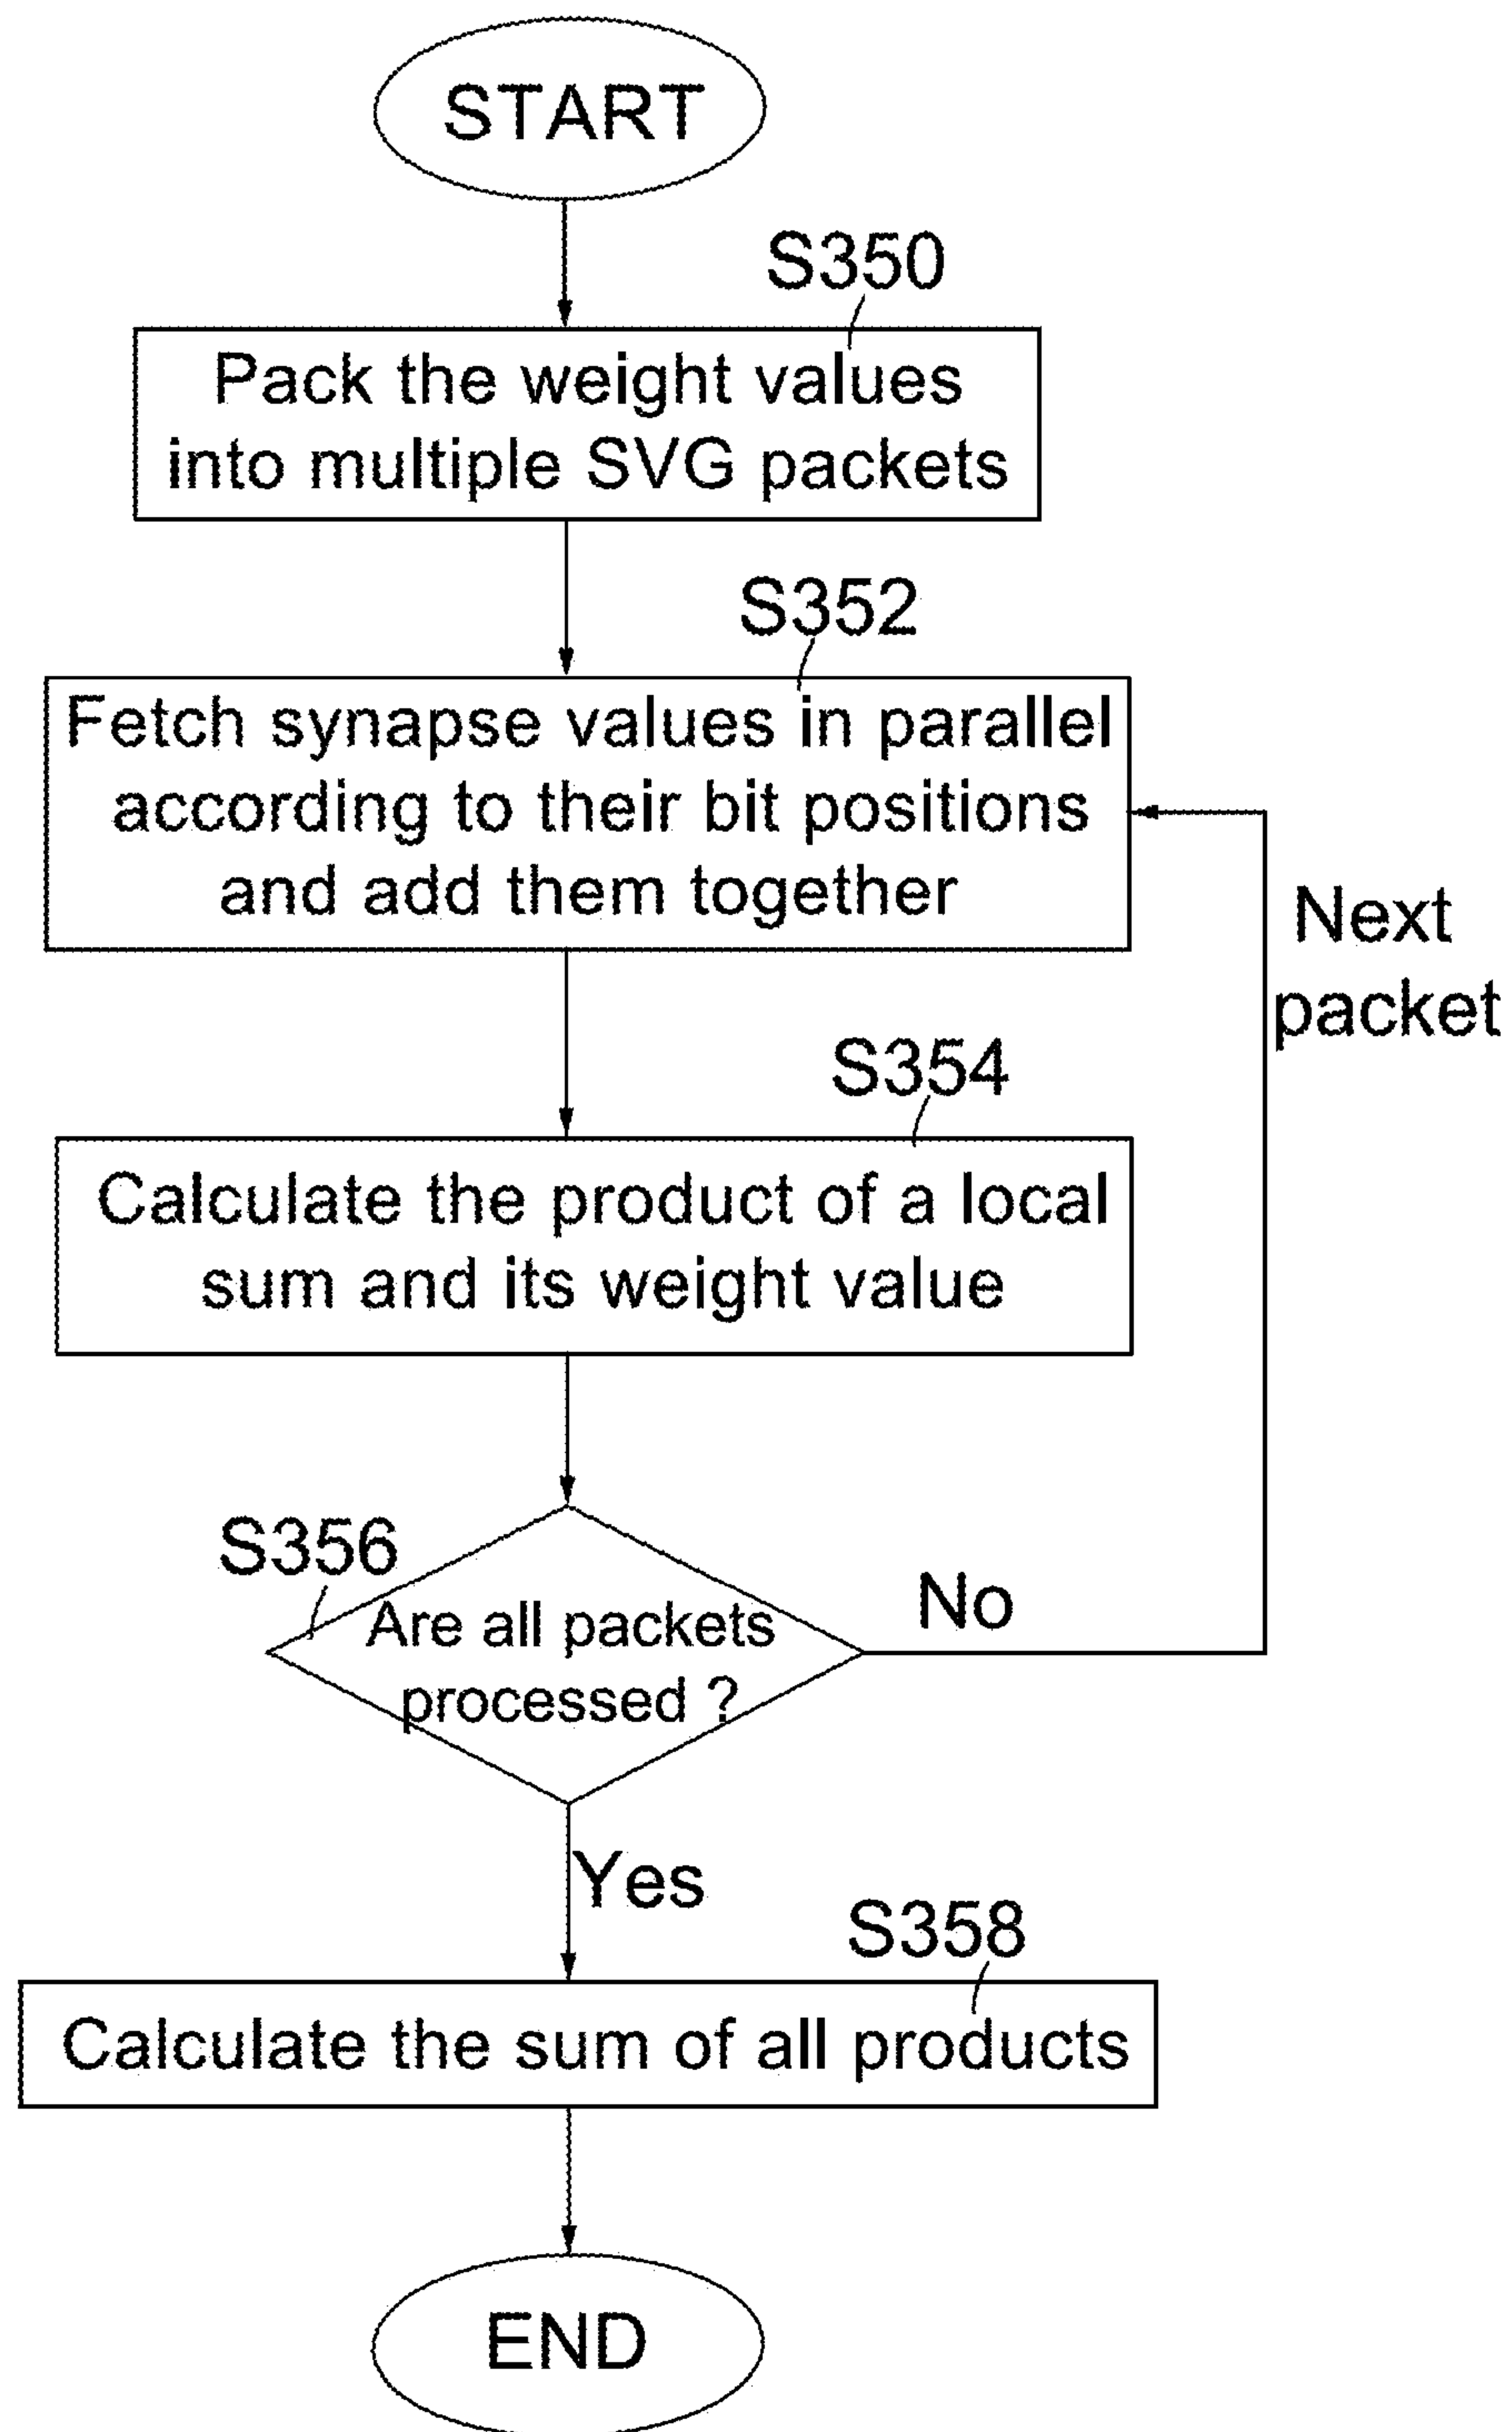 START
S350
Pack the weight values
into multiple SVG packets
S352
Fetch synapse values in parallel
according to their bit positions
and add them together
Next
packet
S354
Calculate the product of a local
sum and its weight value
S356
Are all packets
processed ?
No
Yes
S358
Calculate the sum of all products
END